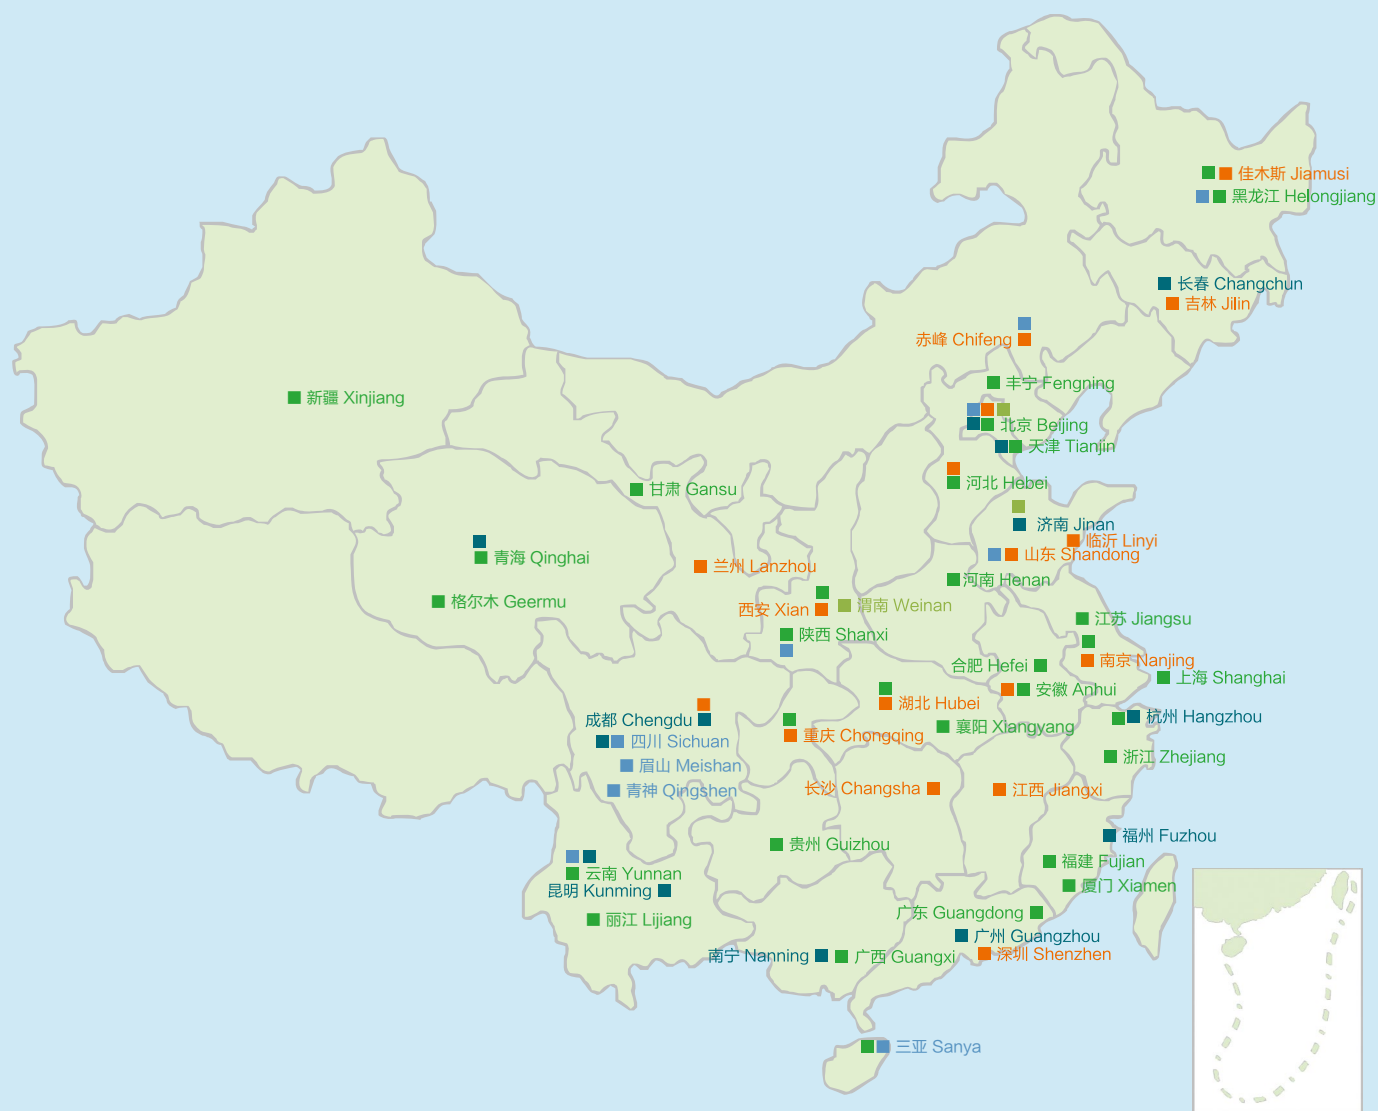 佳木斯 Jiamusi
黑龙江 Helongjiang
长春 Changchun
吉林 Jilin
赤峰 Chifeng
丰宁 Fengning
新疆 Xinjiang
北京 Beijing
天津 Tianjin
河北 Hebei
甘肃 Gansu
济南 Jinan
临沂 Linyi
山东 Shandong
青海 Qinghai
兰州 Lanzhou
河南 Henan
格尔木 Geermu
西安 Xian
渭南 Weinan
江苏 Jiangsu
陕西 Shanxi
南京 Nanjing
合肥 Hefei
上海 Shanghai
安徽 Anhui
湖北 Hubei
杭州 Hangzhou
成都 Chengdu
襄阳 Xiangyang
重庆 Chongqing
四川 Sichuan
浙江 Zhejiang
眉山 Meishan
长沙 Changsha
江西 Jiangxi
青神 Qingshen
福州 Fuzhou
贵州 Guizhou
福建 Fujian
云南 Yunnan
厦门 Xiamen
昆明 Kunming
广东 Guangdong
丽江 Lijiang
广州 Guangzhou
深圳 Shenzhen
南宁 Nanning
广西 Guangxi
三亚 Sanya